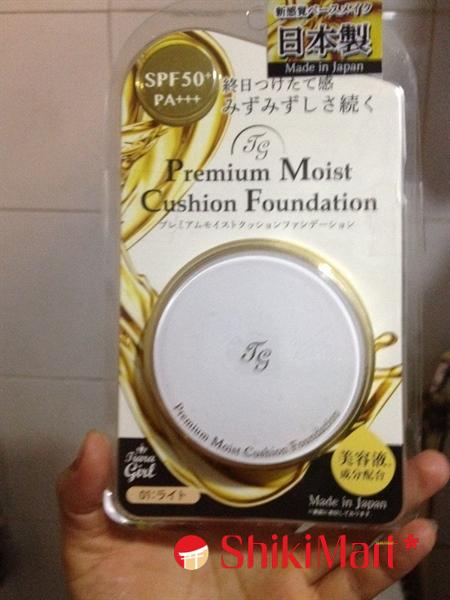 新感覚ベースメイク
日本製
Made in Japan
SPF50+
PA+++
終日つけたて感
みずみずしさ続く
TG
Premium Moist
Cushion Foundation
プレミアムモイストクッションファンデーション
TG
Premium Moist Cushion Foundation
Tiara
Girl
01:ライト
美容液
成分配合
Made in Japan
ShikiMart*